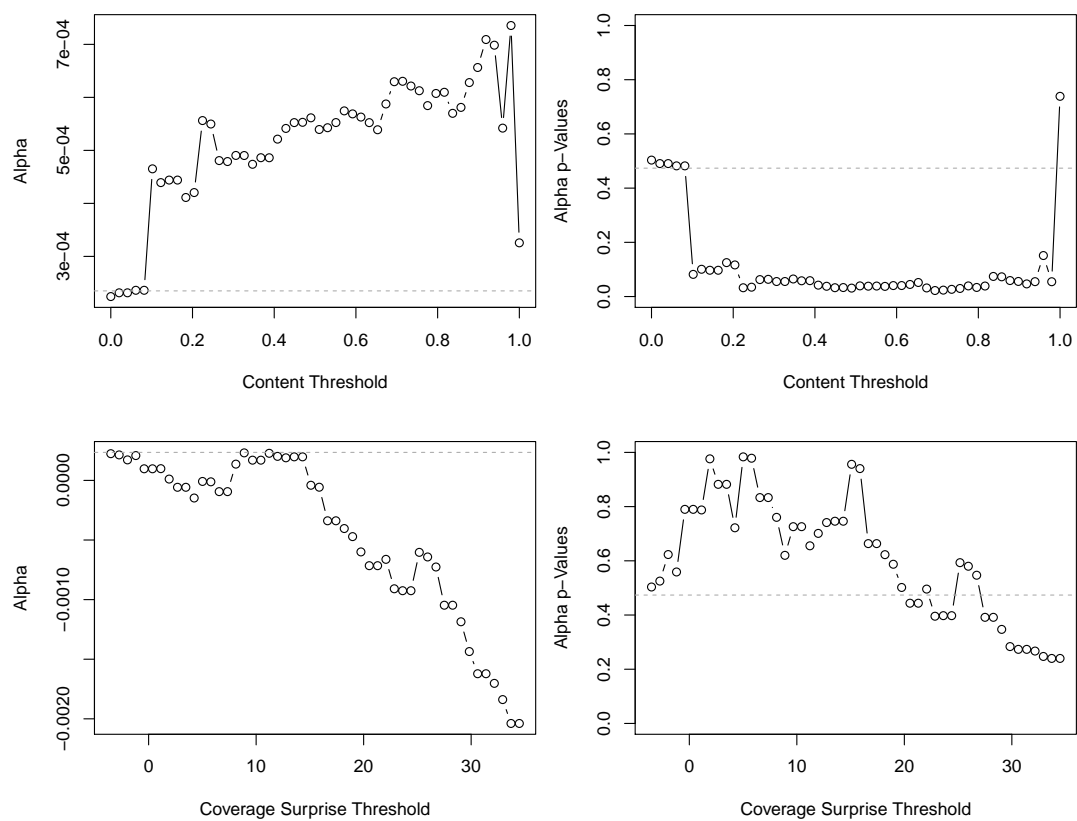 7e−04
5e−04
3e−04
Alpha
0.0 0.2 0.4 0.6 0.8 1.0
Content Threshold
1.0
0.8
0.6
0.4
0.2
0.0
Alpha p−Values
0.0 0.2 0.4 0.6 0.8 1.0
Content Threshold
0.0000
−0.0010
−0.0020
Alpha
0 10 20 30
Coverage Surprise Threshold
1.0
0.8
0.6
0.4
0.2
0.0
Alpha p−Values
0 10 20 30
Coverage Surprise Threshold